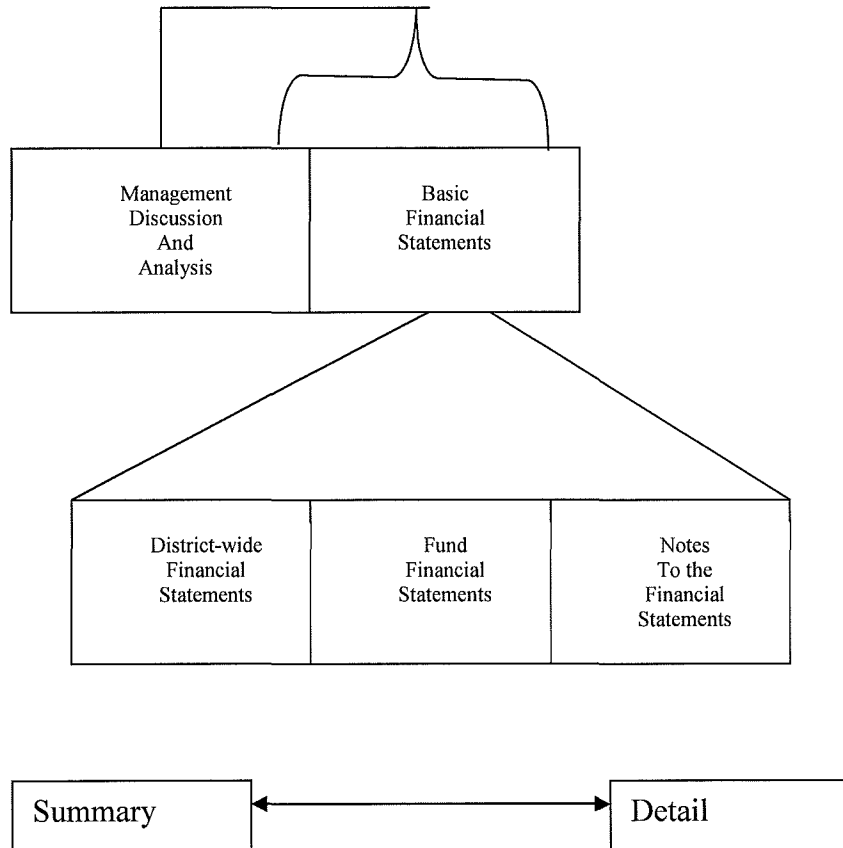 Management
Discussion
And
Analysis
Basic
Financial
Statements
District-wide
Financial
Statements
Fund
Financial
Statements
Notes
To the
Financial
Statements
Summary
Detail